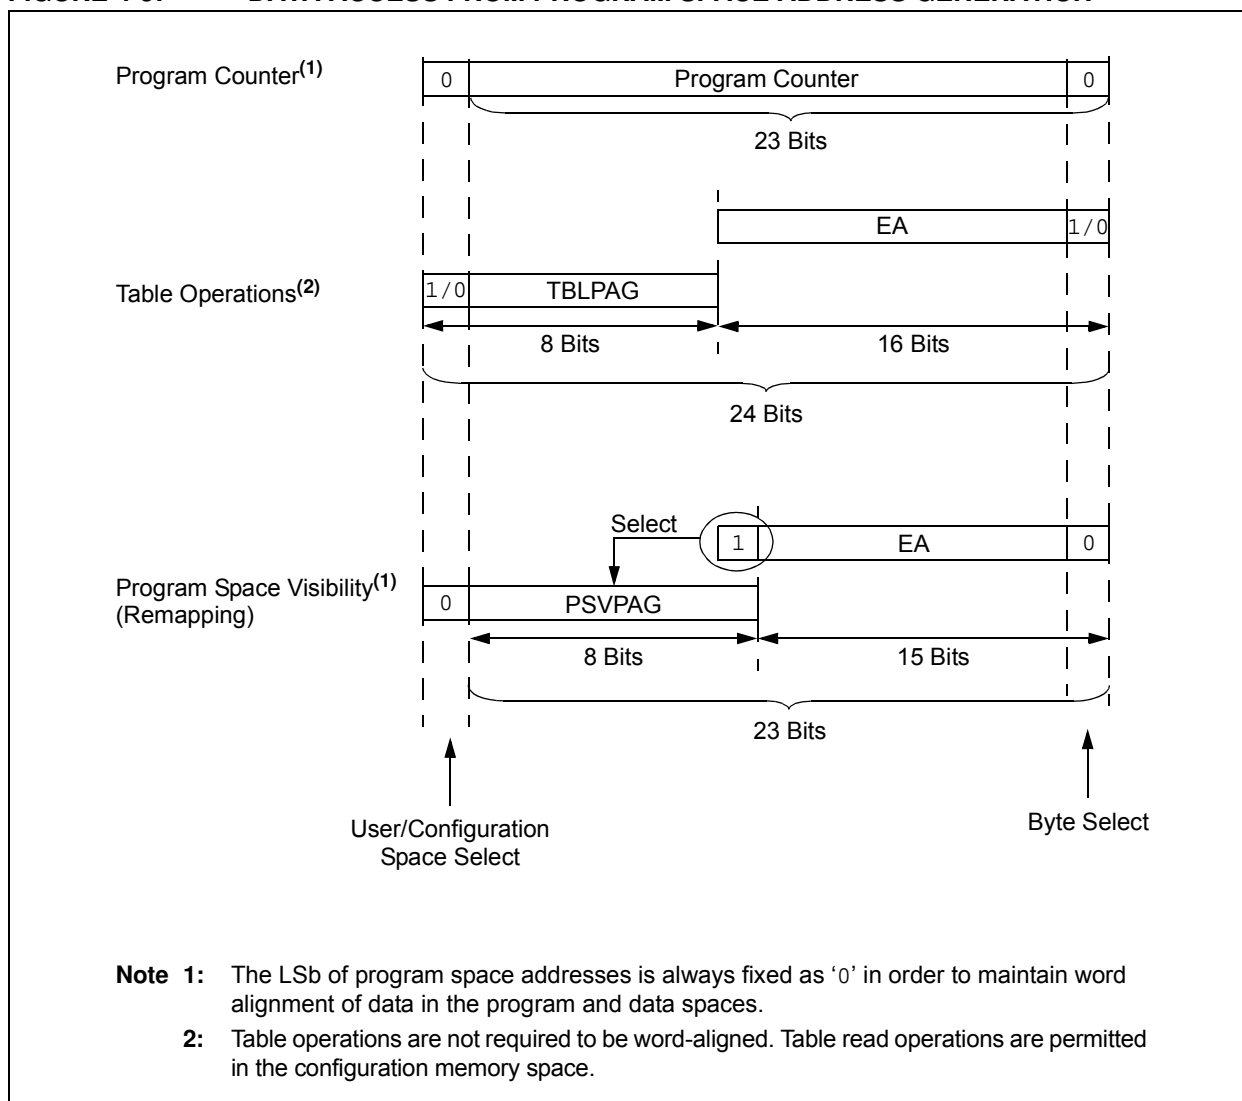 Program Counter(1)
0 Program Counter 0
23 Bits
EA 1/0
Table Operations(2)
1/0 TBLPAG
8 Bits 16 Bits
24 Bits
Select
1 EA 0
Program Space Visibility(1)
(Remapping)
0 PSVPAG
8 Bits 15 Bits
23 Bits
User/Configuration
Space Select
Byte Select
Note 1: The LSb of program space addresses is always fixed as ‘0’ in order to maintain word
alignment of data in the program and data spaces.
2: Table operations are not required to be word-aligned. Table read operations are permitted
in the configuration memory space.